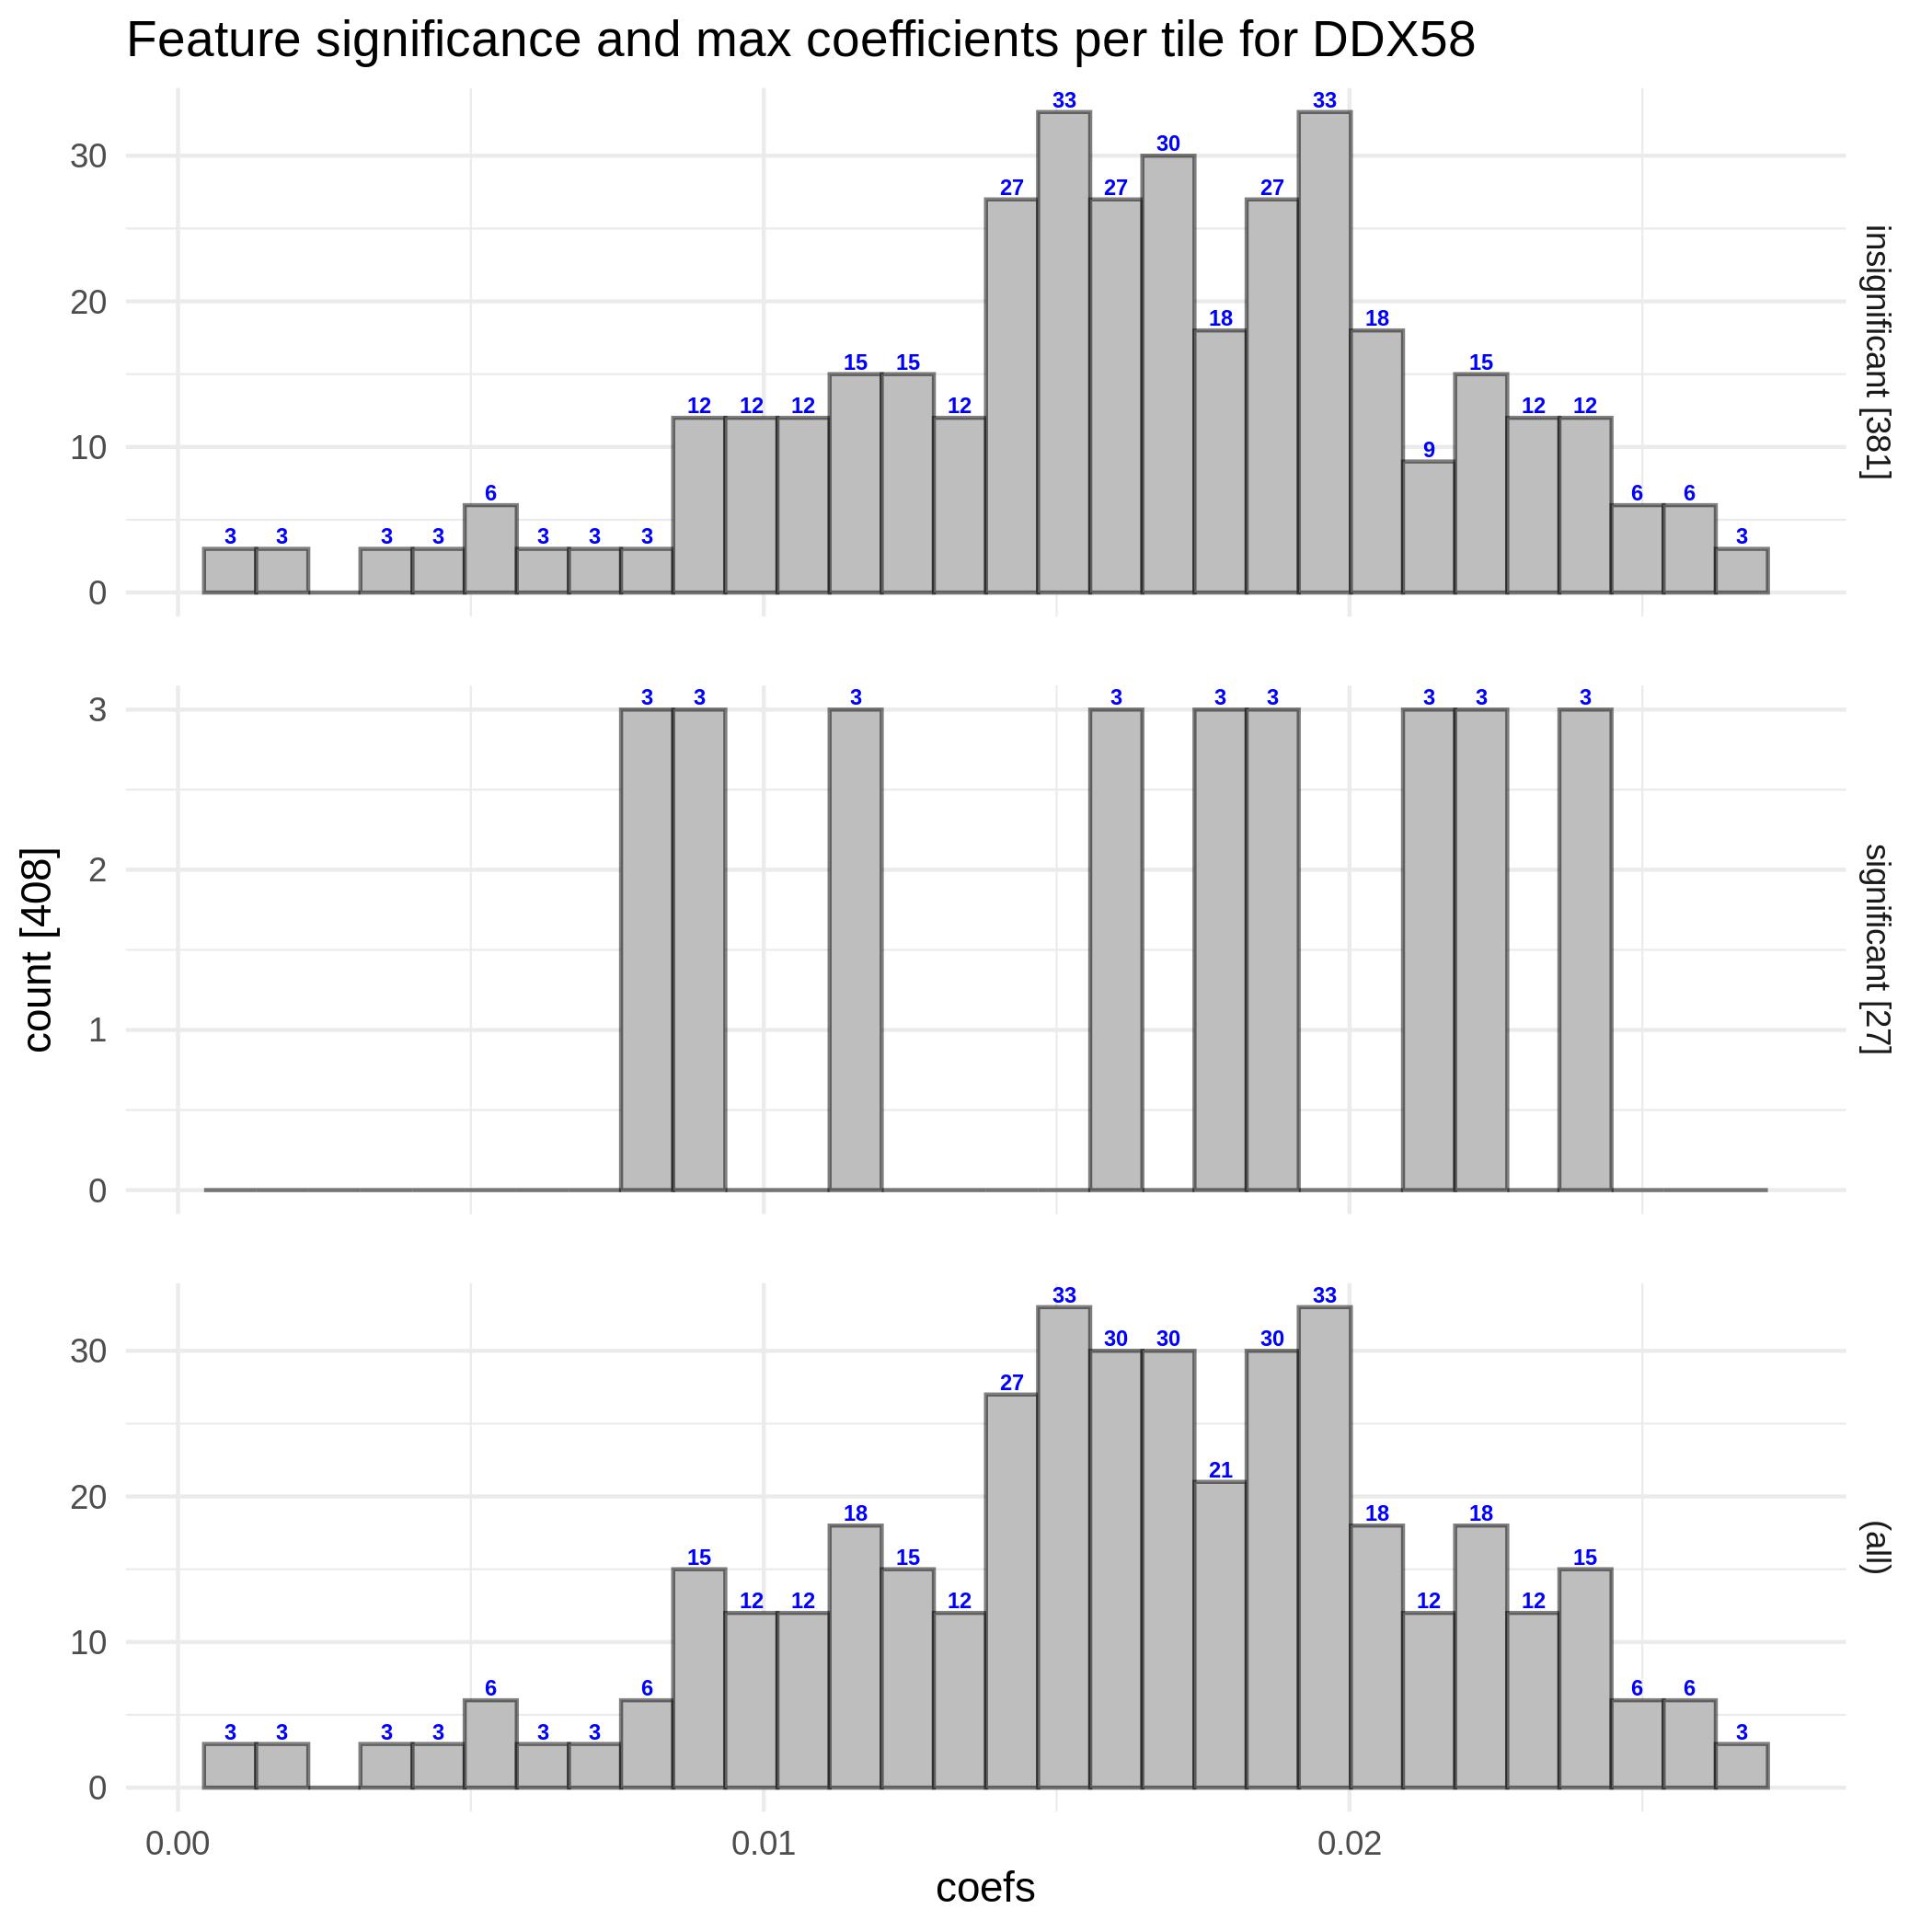 Feature significance and max coefficients per tile for DDX58
33 33
30
30
27 27 27
20
18 18
15 15 15
12 12 12 12 12 12
10
9
6 6 6
3 3 3 3 3 3 3 3
0
insignificant [381]
3
3 3 3 3 3 3 3 3 3
2
1
0
count [408]
significant [27]
33 33
30
30 30 30
27
21
20
18 18 18
15 15 15
12 12 12 12 12
10
6 6 6 6
3 3 3 3 3 3 3
0
(all)
0.00 0.01 0.02
coefs